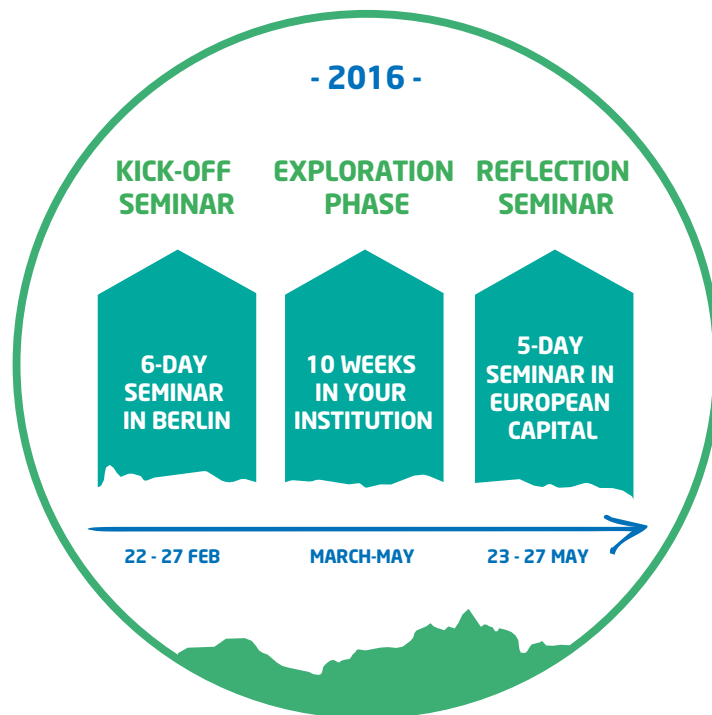 - 2016 -
KICK-OFF
SEMINAR
EXPLORATION
PHASE
REFLECTION
SEMINAR
6-DAY
SEMINAR
IN BERLIN
10 WEEKS
IN YOUR
INSTITUTION
5-DAY
SEMINAR IN
EUROPEAN
CAPITAL
22 - 27 FEB
MARCH-MAY
23 - 27 MAY